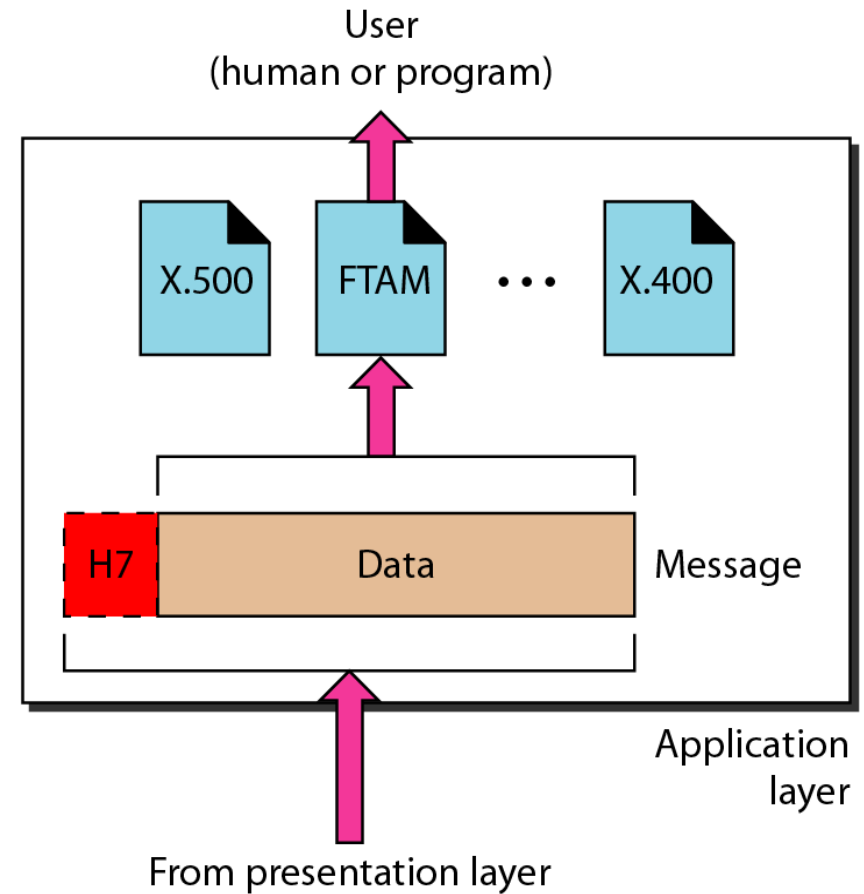 User
(human or program)
X.500 FTAM ... X.400
H7 Data Message
Application
layer
From presentation layer